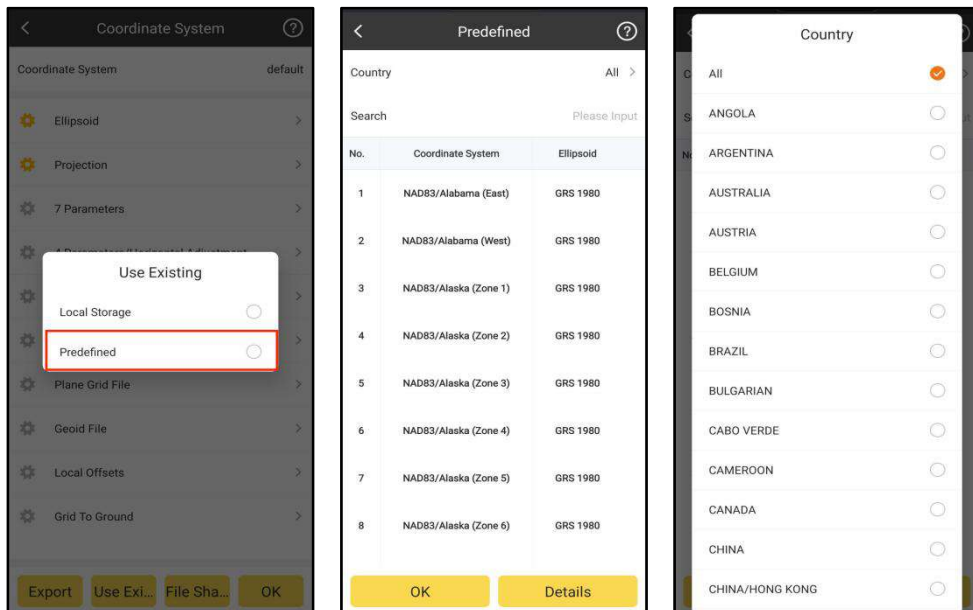 Coordinate System
Coordinate System default
Ellipsoid
Projection
7 Parameters
4 Parameters/Horizontal Adjustment
Use Existing
Local Storage
Predefined
Plane Grid File
Geoid File
Local Offsets
Grid To Ground
Export Use Exi... File Sha... OK
Predefined
Country All
Search Please Input
No. Coordinate System Ellipsoid
1 NAD83/Alabama (East) GRS 1980
2 NAD83/Alabama (West) GRS 1980
3 NAD83/Alaska (Zone 1) GRS 1980
4 NAD83/Alaska (Zone 2) GRS 1980
5 NAD83/Alaska (Zone 3) GRS 1980
6 NAD83/Alaska (Zone 4) GRS 1980
7 NAD83/Alaska (Zone 5) GRS 1980
8 NAD83/Alaska (Zone 6) GRS 1980
OK Details
Country
All
ANGOLA
ARGENTINA
AUSTRALIA
AUSTRIA
BELGIUM
BOSNIA
BRAZIL
BULGARIAN
CABO VERDE
CAMEROON
CANADA
CHINA
CHINA/HONG KONG